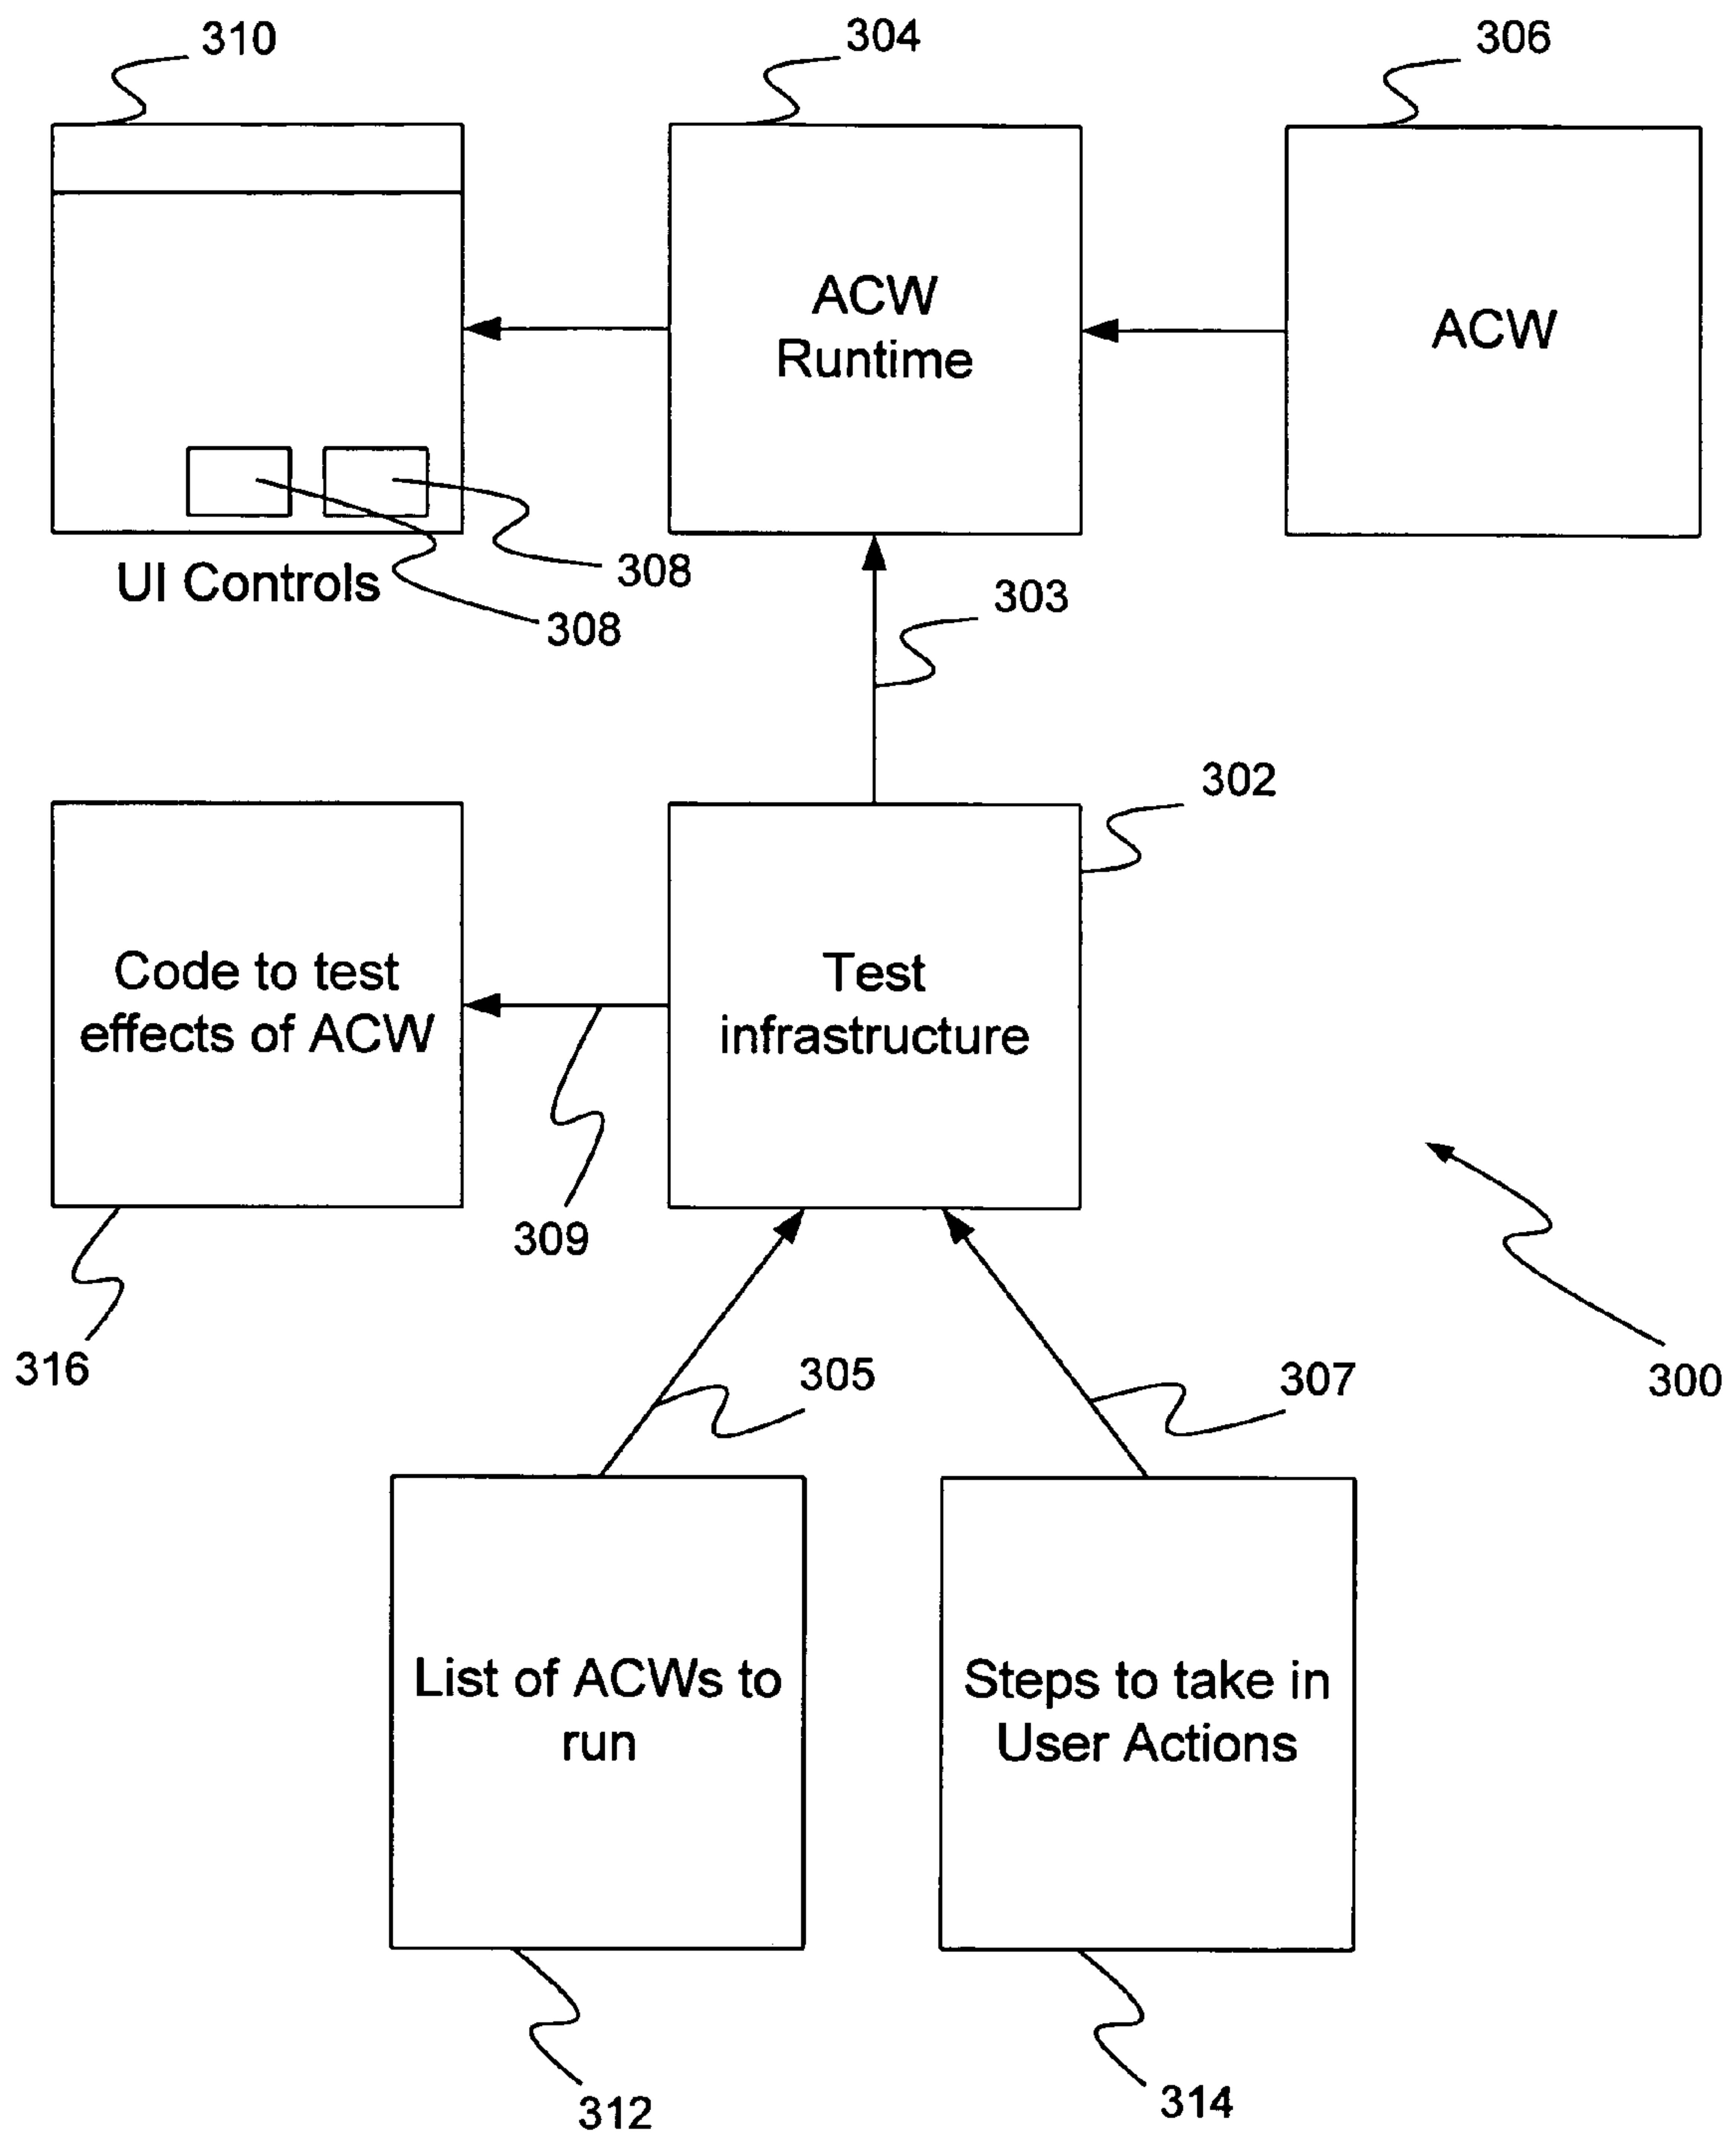 310
304
306
ACW
Runtime
ACW
UI Controls
308
308
303
302
Code to test
effects of ACW
Test
infrastructure
309
316
305
307
300
List of ACWs to
run
Steps to take in
User Actions
312
314